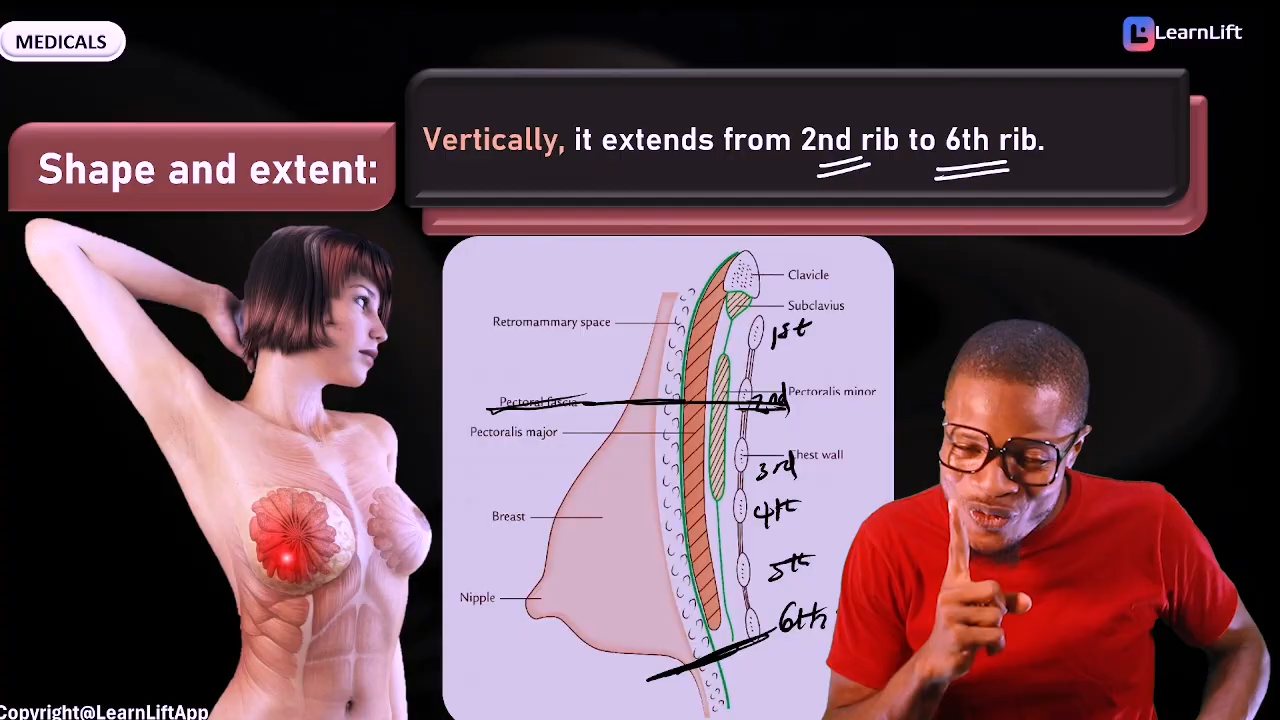 MEDICALS
LearnLift
Vertically, it extends from 2nd rib to 6th rib.
Shape and extent:
Clavicle
Subclavius
Retromammary space
1st
Pectoralis minor
Pectoral fascia
2nd
Pectoralis major
Chest wall
3rd
4th
Breast
5th
Nipple
6th
Copyright@LearnLiftApp